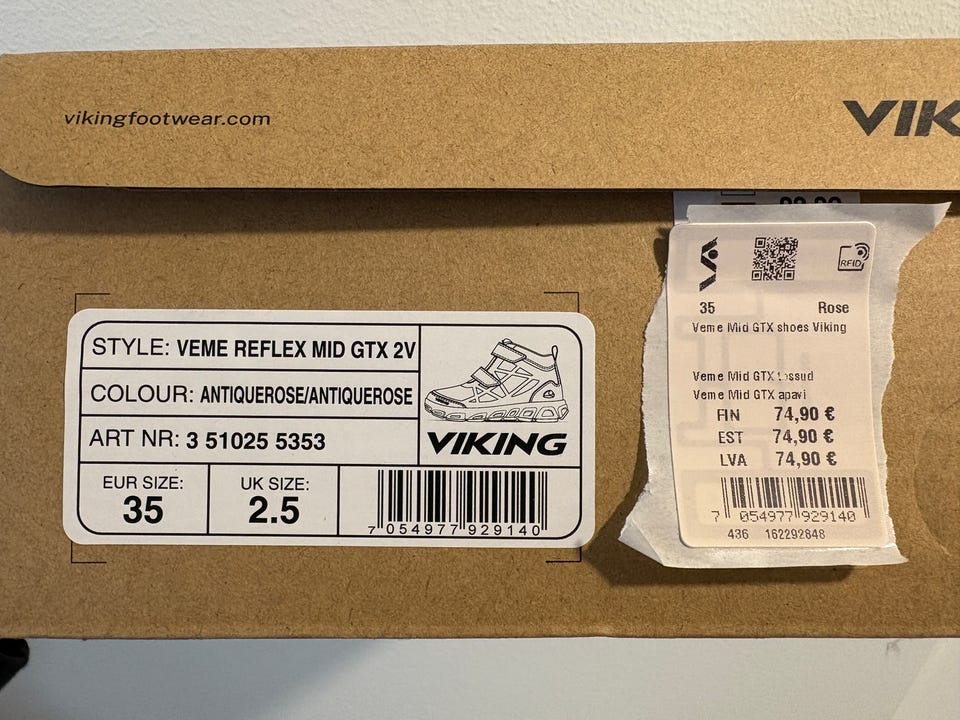 vikingfootwear.com
VIK
STYLE: VEME REFLEX MID GTX 2V
COLOUR: ANTIQUEROSE/ANTIQUEROSE
ART NR: 3 51025 5353
VIKING
EUR SIZE:
35
UK SIZE:
2.5
7 054977 929140
RFID
35 Rose
Veme Mid GTX shoes Viking
Veme Mid GTX tossud
Veme Mid GTX apavi
FIN 74,90 €
EST 74,90 €
LVA 74,90 €
7 054977 929140
436 162292848